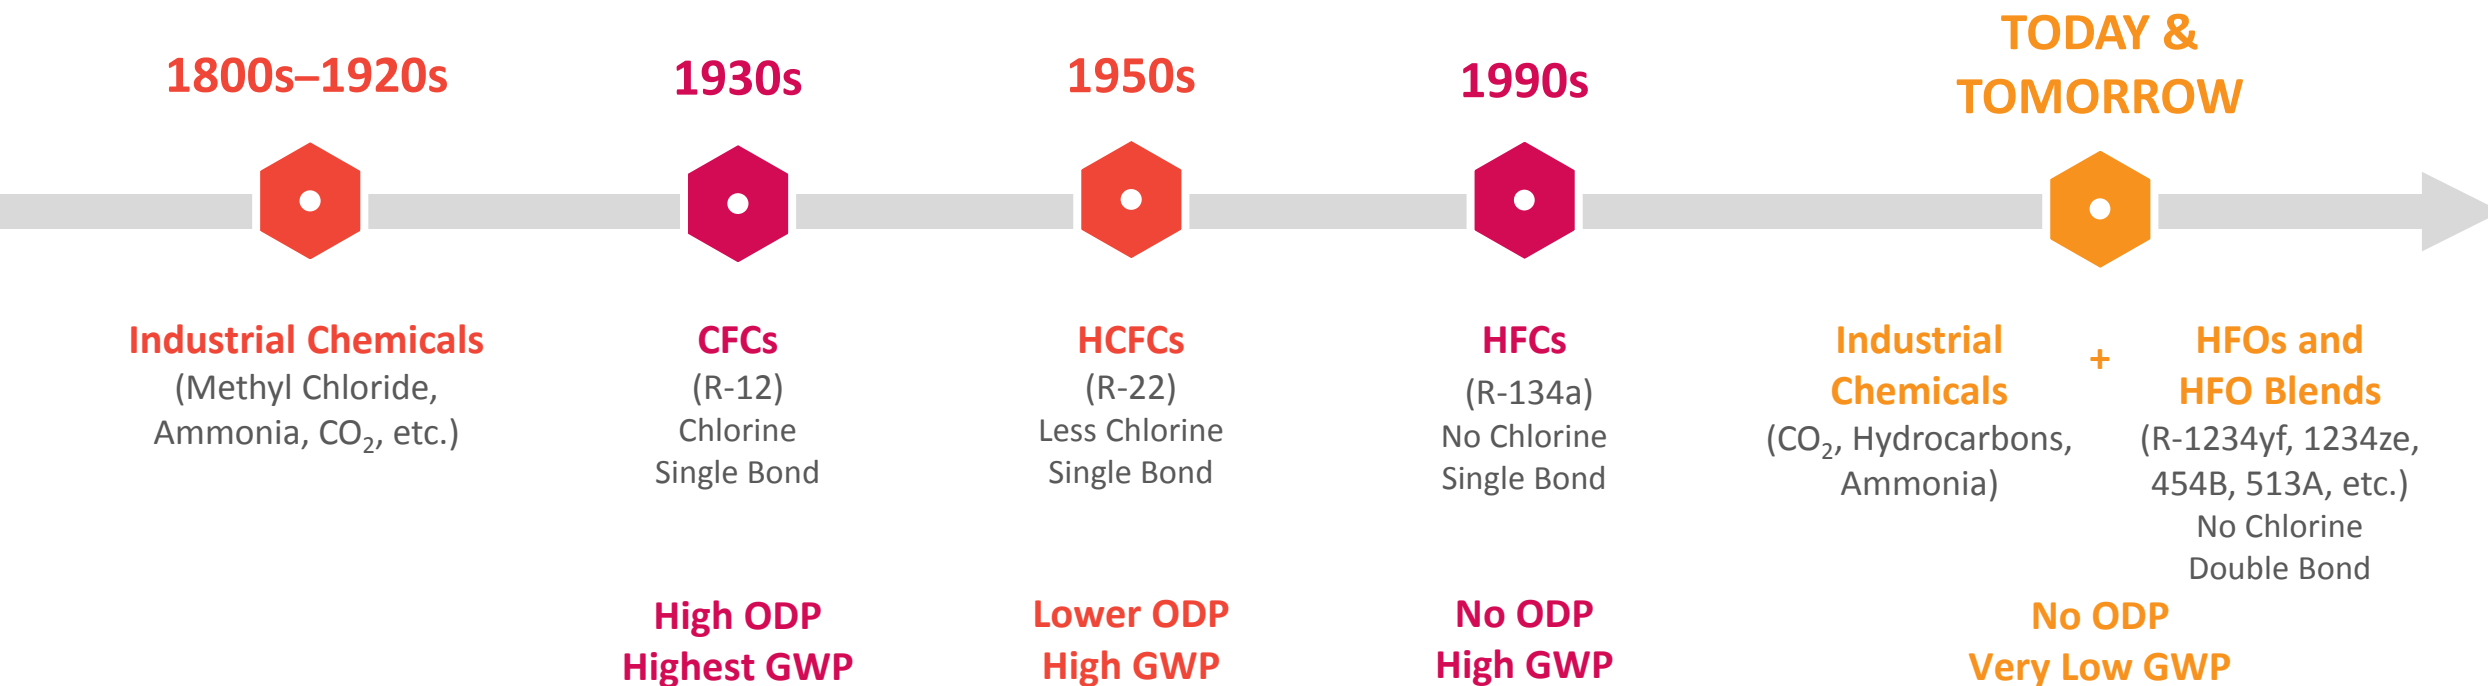 1800s–1920s
Industrial Chemicals
(Methyl Chloride,
Ammonia, CO₂, etc.)
1930s
CFCs
(R-12)
Chlorine
Single Bond
High ODP
Highest GWP
1950s
HCFCs
(R-22)
Less Chlorine
Single Bond
Lower ODP
High GWP
1990s
HFCs
(R-134a)
No Chlorine
Single Bond
No ODP
High GWP
TODAY &
TOMORROW
Industrial
Chemicals
(CO₂, Hydrocarbons,
Ammonia)
+
HFOs and
HFO Blends
(R-1234yf, 1234ze,
454B, 513A, etc.)
No Chlorine
Double Bond
No ODP
Very Low GWP